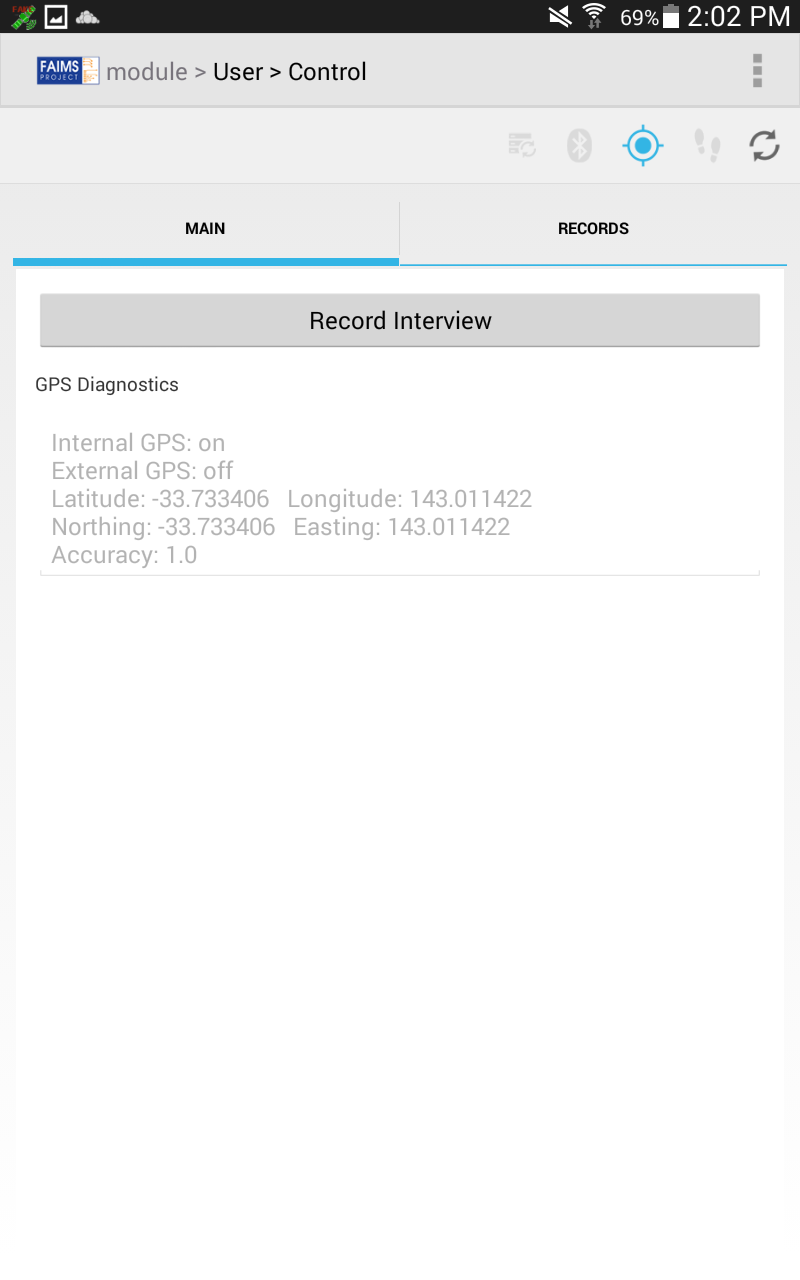 FAIMS
69% 2:02 PM
FAIMS
PROJECT
module > User > Control
MAIN
RECORDS
Record Interview
GPS Diagnostics
Internal GPS: on
External GPS: off
Latitude: -33.733406 Longitude: 143.011422
Northing: -33.733406 Easting: 143.011422
Accuracy: 1.0